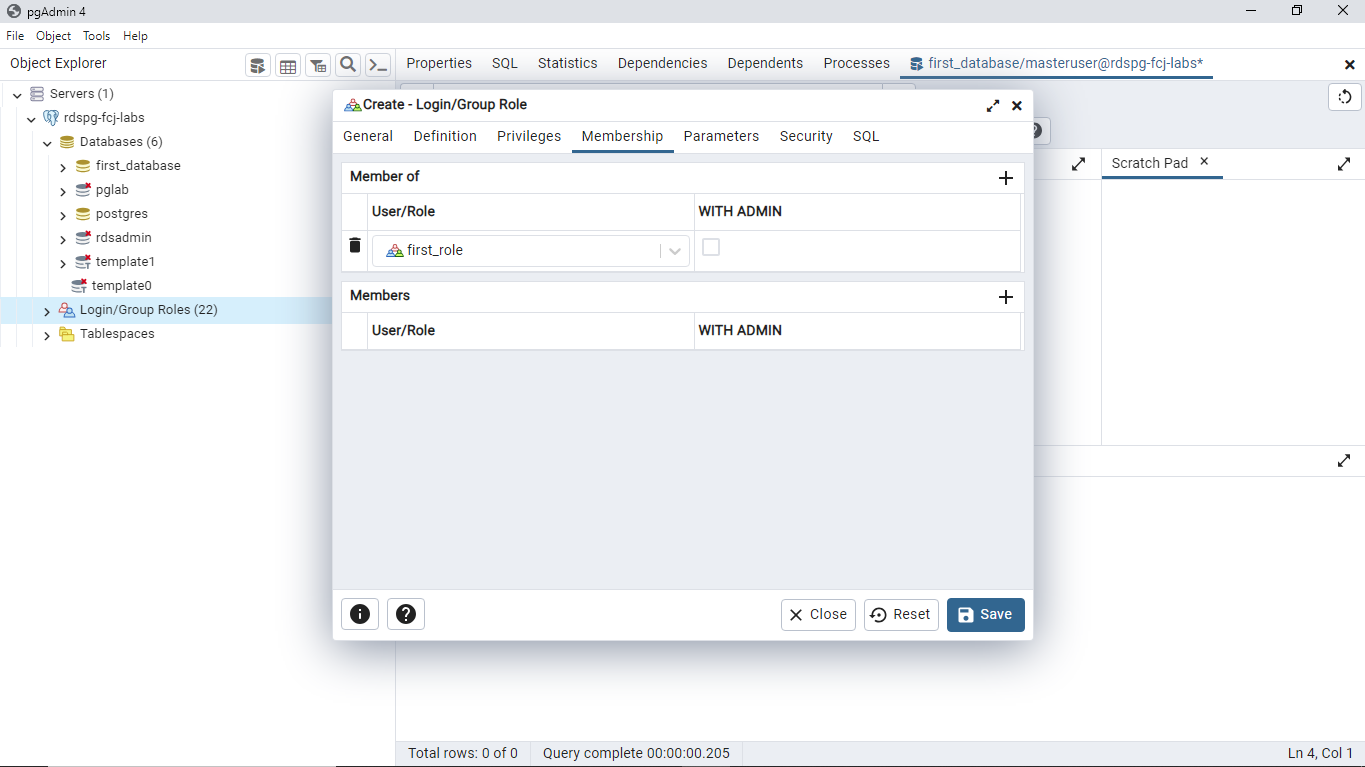 pgAdmin 4
File Object Tools Help
Object Explorer
Properties SQL Statistics Dependencies Dependents Processes first_database/masteruser@rdspg-fcj-labs*
Servers (1)
rdspg-fcj-labs
Databases (6)
first_database
pglab
postgres
rdsadmin
template1
template0
Login/Group Roles (22)
Tablespaces
Create - Login/Group Role
General Definition Privileges Membership Parameters Security SQL
Member of
User/Role WITH ADMIN
first_role
Members
User/Role WITH ADMIN
Close Reset Save
Scratch Pad
Total rows: 0 of 0 Query complete 00:00:00.205 Ln 4, Col 1